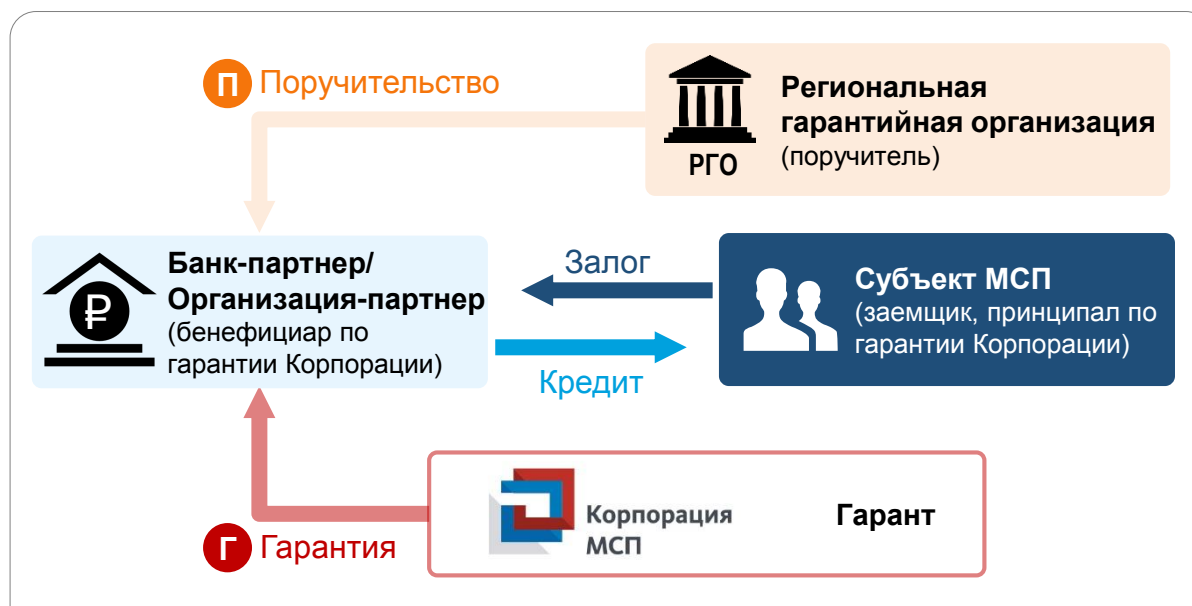 П Поручительство
РГО
Региональная
гарантийная организация
(поручитель)
₽
Банк-партнер/
Организация-партнер
(бенефициар по
гарантии Корпорации)
Залог
Кредит
Субъект МСП
(заемщик, принципал по
гарантии Корпорации)
Г Гарантия
Корпорация
МСП
Гарант